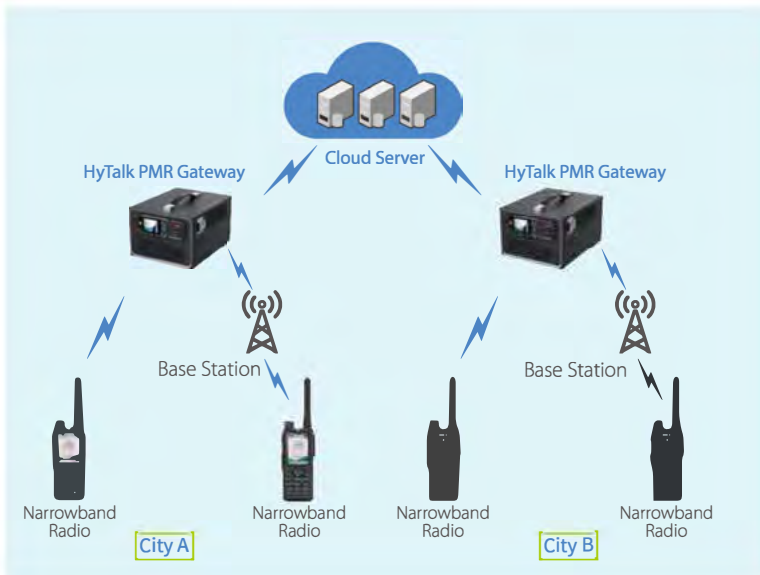 Cloud Server
HyTalk PMR Gateway
HyTalk PMR Gateway
Base Station
Base Station
Narrowband
Radio
Narrowband
Radio
Narrowband
Radio
Narrowband
Radio
City A
City B